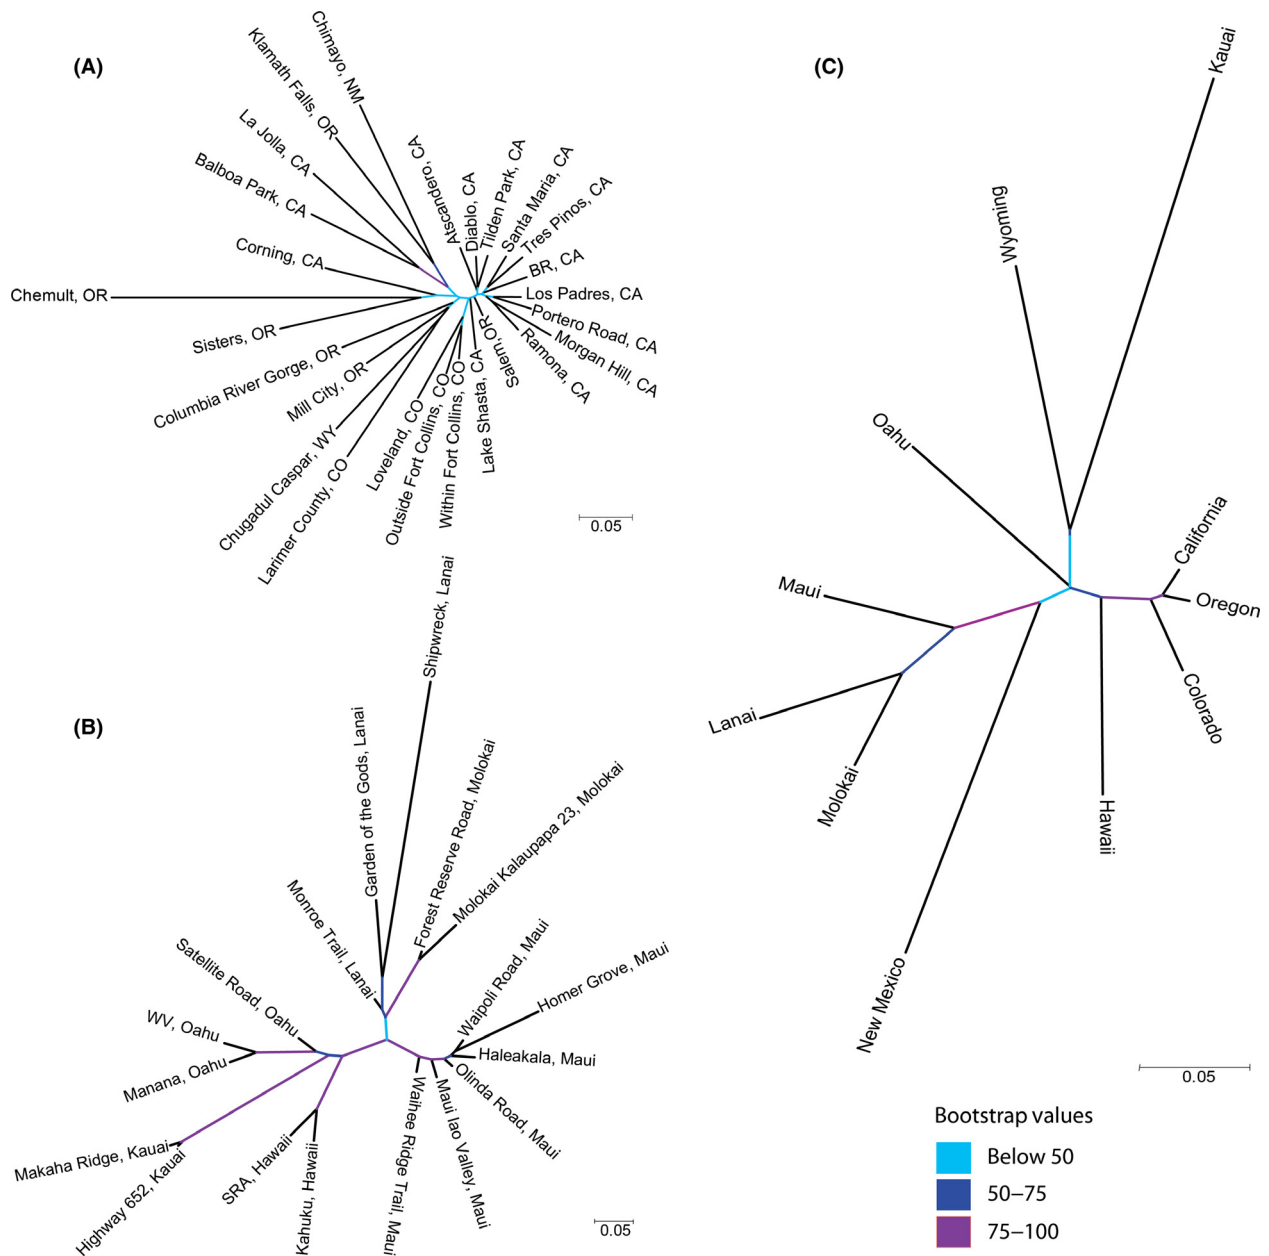 (A)
Chimayo, NM
Klamath Falls, OR
La Jolla, CA
Balboa Park, CA
Corning, CA
Chemult, OR
Sisters, OR
Columbia River Gorge, OR
Mill City, OR
Chugadul Caspar, WY
Larimer County, CO
Loveland, CO
Outside Fort Collins, CO
Within Fort Collins, CO
Lake Shasta, CA
Salem, OR
Ramona, CA
Morgan Hill, CA
Portero Road, CA
Los Padres, CA
BR, CA
Tres Pinos, CA
Santa Maria, CA
Tilden Park, CA
Diablo, CA
Atscandero, CA
0.05
(B)
Shipwreck, Lanai
Garden of the Gods, Lanai
Monroe Trail, Lanai
Forest Reserve Road, Molokai
Molokai Kalaupapa 23, Molokai
Waipoli Road, Maui
Homer Grove, Maui
Haleakala, Maui
Olinda Road, Maui
Maui Iao Valley, Maui
Waihee Ridge Trail, Maui
Kahuku, Hawaii
SRA, Hawaii
Highway 652, Kauai
Makaha Ridge, Kauai
Manana, Oahu
WV, Oahu
Satellite Road, Oahu
0.05
(C)
Kauai
Wyoming
Oahu
Maui
Lanai
Molokai
New Mexico
Hawaii
Colorado
Oregon
California
0.05
Bootstrap values
Below 50
50–75
75–100